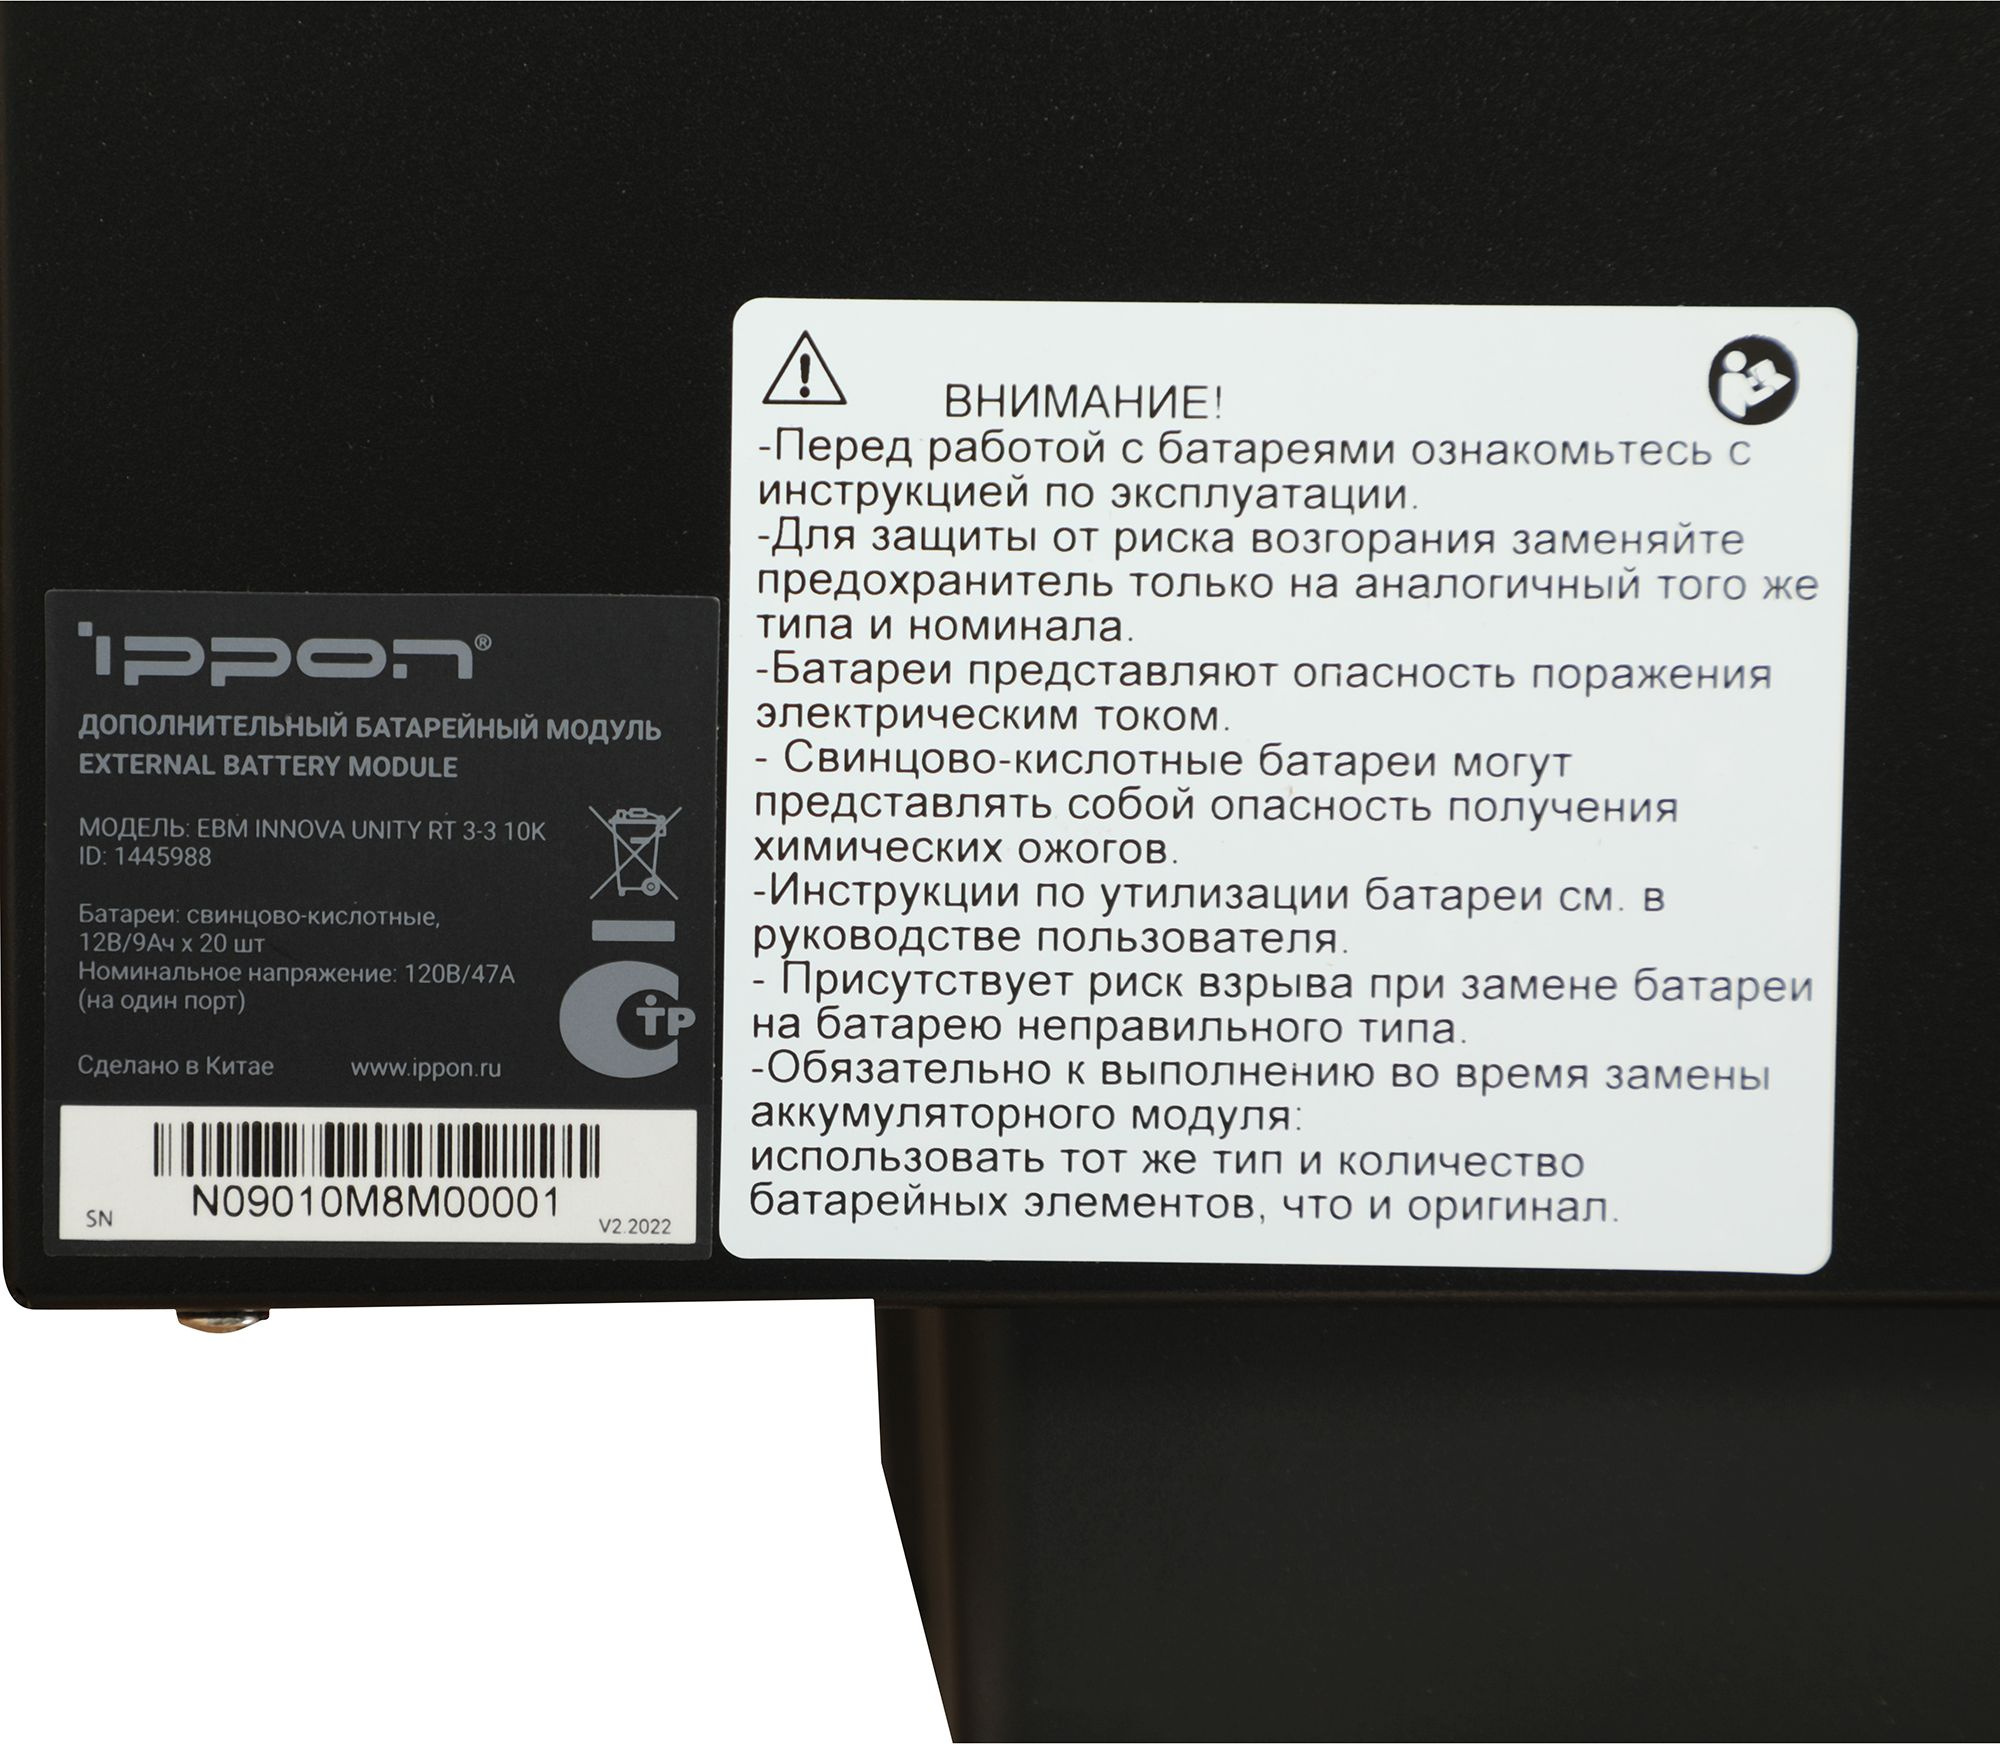 ippon®
ДОПОЛНИТЕЛЬНЫЙ БАТАРЕЙНЫЙ МОДУЛЬ
EXTERNAL BATTERY MODULE
МОДЕЛЬ: EBM INNOVA UNITY RT 3-3 10K
ID: 1445988
Батареи: свинцово-кислотные,
12В/9Ач x 20 шт
Номинальное напряжение: 120В/47А
(на один порт)
Сделано в Китае www.ippon.ru
СТР
N09010M8M00001
SN V2.2022
ВНИМАНИЕ!
-Перед работой с батареями ознакомьтесь с
инструкцией по эксплуатации.
-Для защиты от риска возгорания заменяйте
предохранитель только на аналогичный того же
типа и номинала.
-Батареи представляют опасность поражения
электрическим током.
- Свинцово-кислотные батареи могут
представлять собой опасность получения
химических ожогов.
-Инструкции по утилизации батареи см. в
руководстве пользователя.
- Присутствует риск взрыва при замене батареи
на батарею неправильного типа.
-Обязательно к выполнению во время замены
аккумуляторного модуля:
использовать тот же тип и количество
батарейных элементов, что и оригинал.